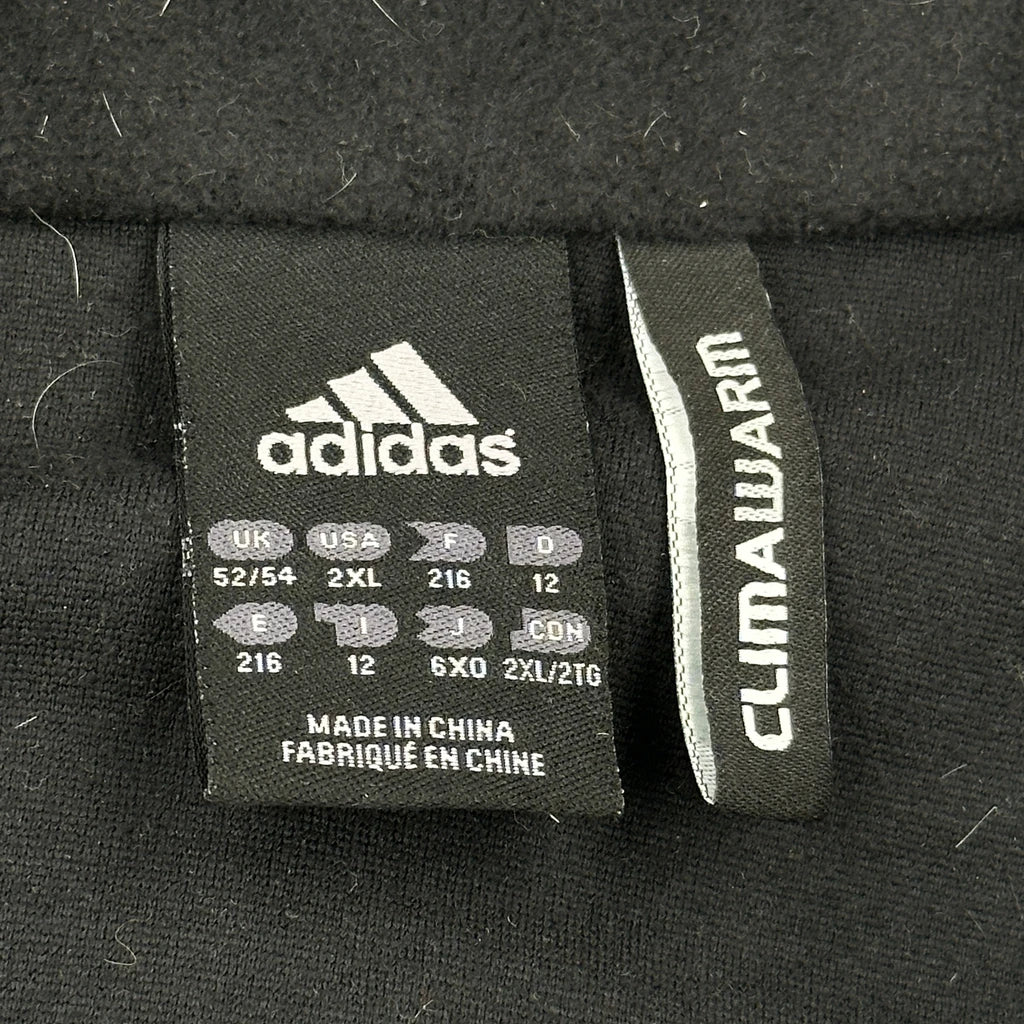 adidas
UK USA F D
52/54 2XL 216 12
E I J CON
216 12 6XO 2XL/2TG
MADE IN CHINA
FABRIQUÉ EN CHINE
CLIMAWARM